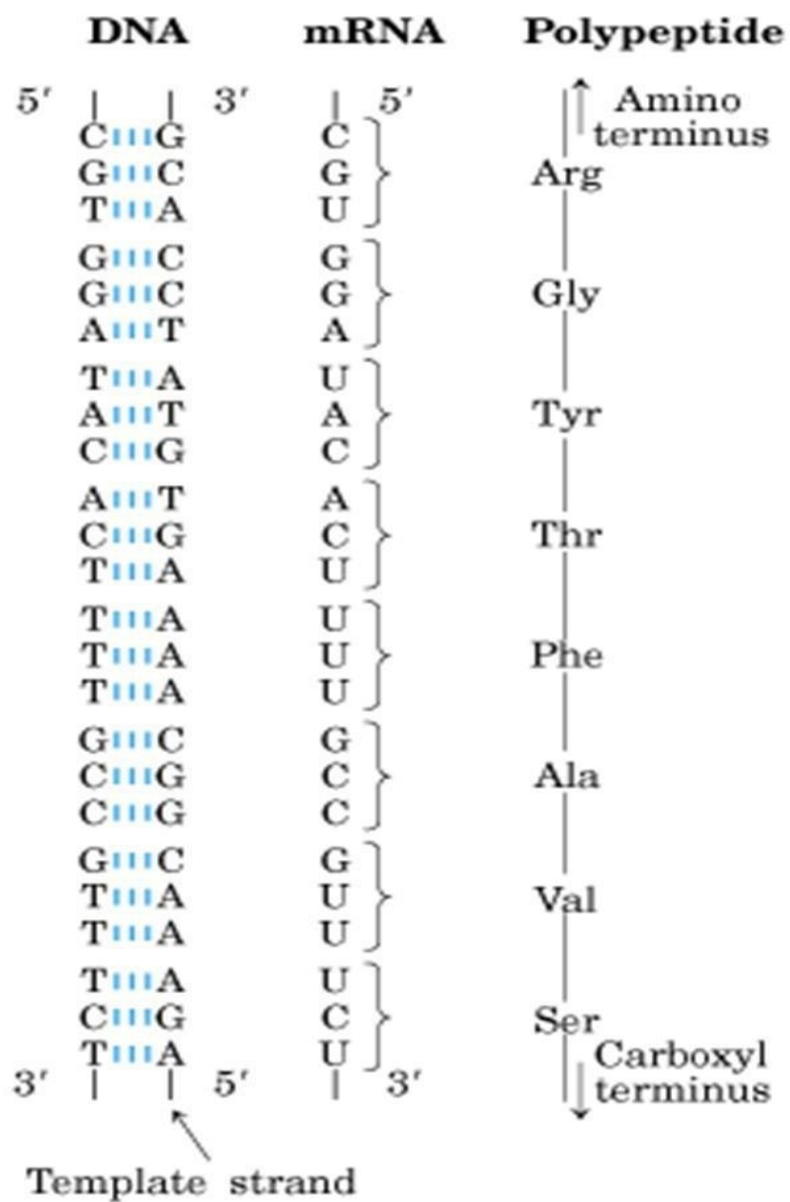 DNA mRNA Polypeptide
5′ 3′ 5′ Amino
C G C terminus
G C G Arg
T A U
G C G
G C G Gly
A T A
T A U
A T A Tyr
C G C
A T A
C G C Thr
T A U
T A U
T A U Phe
T A U
G C G
C G C Ala
C G C
G C G
T A U Val
T A U
T A U
C G C Ser
T A U Carboxyl
3′ 5′ 3′ terminus
Template strand